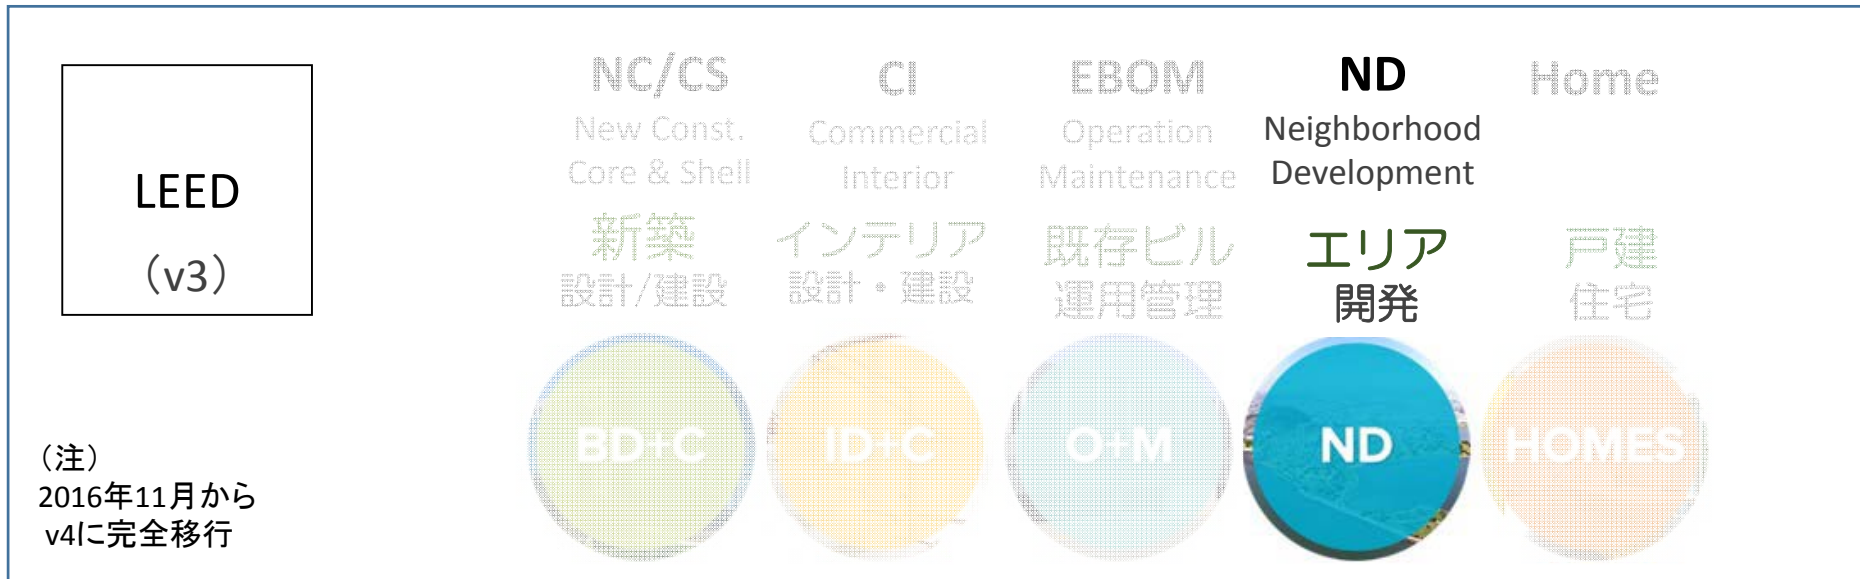 LEED
（v3）
（注）
2016年11月から
v4に完全移行
NC/CS
New Const.
Core & Shell
新築
設計/建設
BD+C
CI
Commercial
Interior
インテリア
設計・建設
ID+C
EBOM
Operation
Maintenance
既存ビル
運用管理
O+M
ND
Neighborhood
Development
エリア
開発
ND
Home
戸建
住宅
HOMES